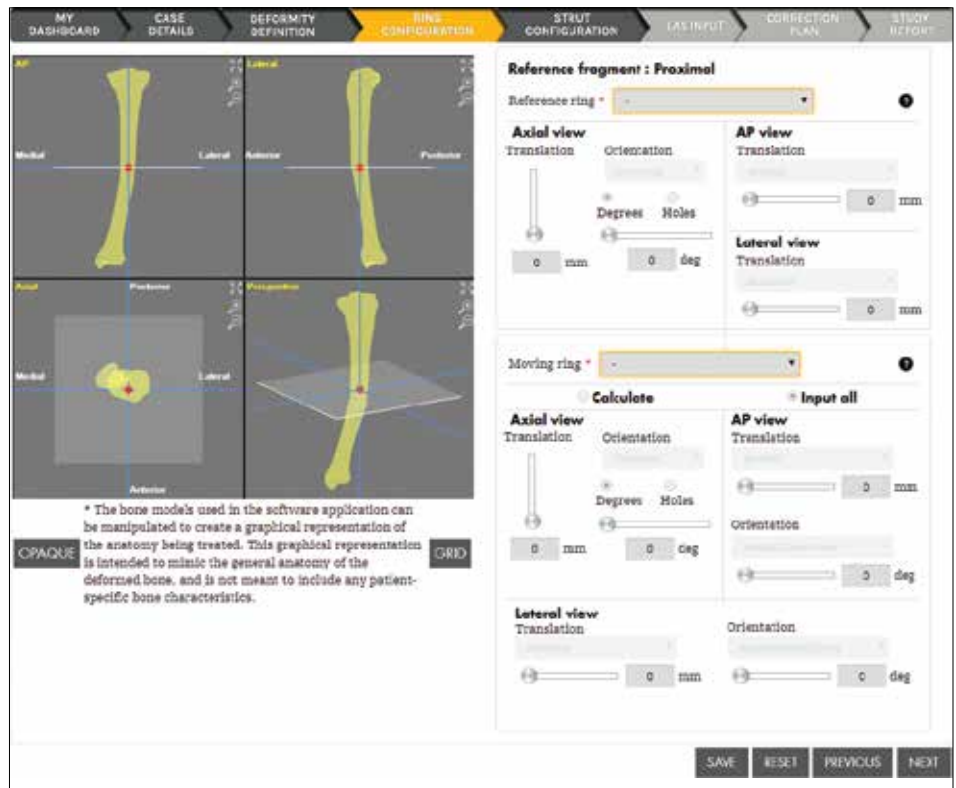 MY DASHBOARD
CASE DETAILS
DEFORMITY DEFINITION
RING CONFIGURATION
STRUT CONFIGURATION
EAS INPUT
CORRECTION PLAN
STUDY REPORT
AP
Medial
Lateral
Lateral
Anterior
Posterior
Axial
Posterior
Medial
Lateral
Anterior
Perspective
OPAQUE
* The bone models used in the software application can
be manipulated to create a graphical representation of
the anatomy being treated. This graphical representation
is intended to mimic the general anatomy of the
deformed bone, and is not meant to include any patient-
specific bone characteristics.
GRID
Reference fragment : Proximal
Reference ring * -
Axial view
Translation
Orientation
Degrees Holes
0 mm
0 deg
AP view
Translation
0 mm
Lateral view
Translation
0 mm
Moving ring * -
Calculate
Input all
Axial view
Translation
Orientation
Degrees Holes
0 mm
0 deg
AP view
Translation
0 mm
Orientation
0 deg
Lateral view
Translation
0 mm
Orientation
0 deg
SAVE
RESET
PREVIOUS
NEXT